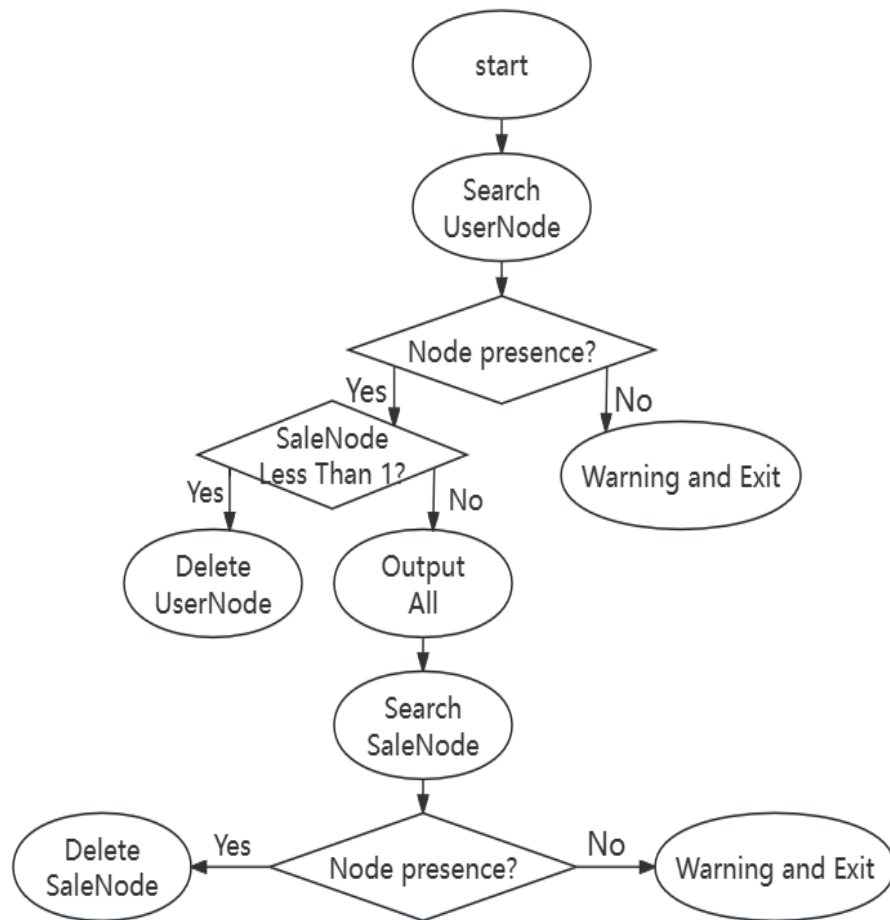 start
Search
UserNode
Node presence?
Yes
No
SaleNode
Less Than 1?
Warning and Exit
Yes
No
Delete
UserNode
Output
All
Search
SaleNode
Delete
SaleNode
Yes
Node presence?
No
Warning and Exit